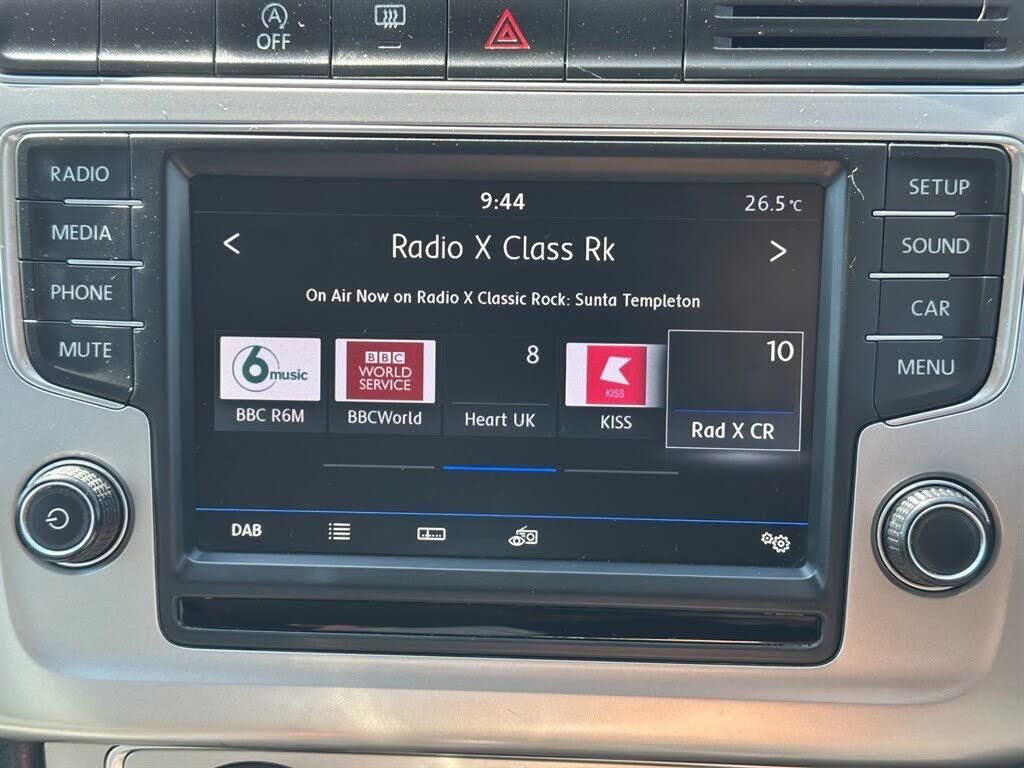 A
OFF
RADIO
MEDIA
PHONE
MUTE
9:44
26.5°C
< Radio X Class Rk >
On Air Now on Radio X Classic Rock: Sunta Templeton
6music
BBC R6M
BBC
WORLD
SERVICE
BBCWorld
8
Heart UK
KISS
KISS
10
Rad X CR
DAB
SETUP
SOUND
CAR
MENU